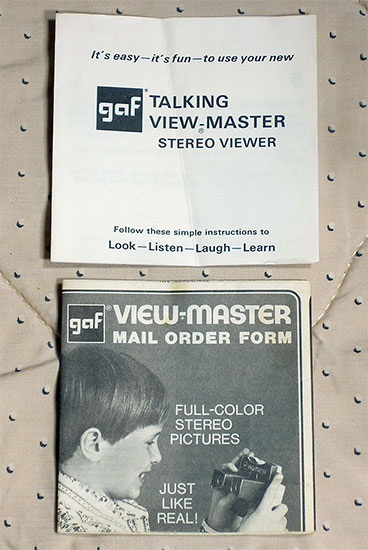 It's easy—it's fun—to use your new
gaf®
TALKING
VIEW-MASTER®
STEREO VIEWER
Follow these simple instructions to
Look—Listen—Laugh—Learn
gaf®
VIEW-MASTER
MAIL ORDER FORM
FULL-COLOR
STEREO
PICTURES
JUST
LIKE
REAL!